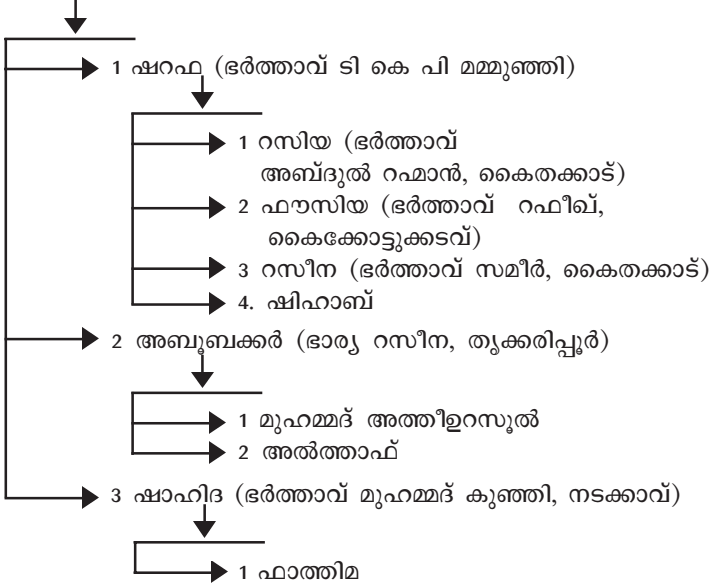 1 ഷറഫ (ഭർത്താവ് ടി കെ പി മമ്മുഞ്ഞി)
1 റസിയ (ഭർത്താവ്
അബ്ദുൽ റഹ്മാൻ, കൈതക്കാട്)
2 ഫൗസിയ (ഭർത്താവ് റഫീഖ്,
കൈക്കോട്ടുക്കടവ്)
3 റസീന (ഭർത്താവ് സമീർ, കൈതക്കാട്)
4. ഷിഹാബ്
2 അബൂബക്കർ (ഭാര്യ റസീന, തൃക്കരിപ്പൂർ)
1 മുഹമ്മദ് അത്തീഉറസൂൽ
2 അൽത്താഫ്
3 ഷാഹിദ (ഭർത്താവ് മുഹമ്മദ് കുഞ്ഞി, നടക്കാവ്)
1 ഫാത്തിമ